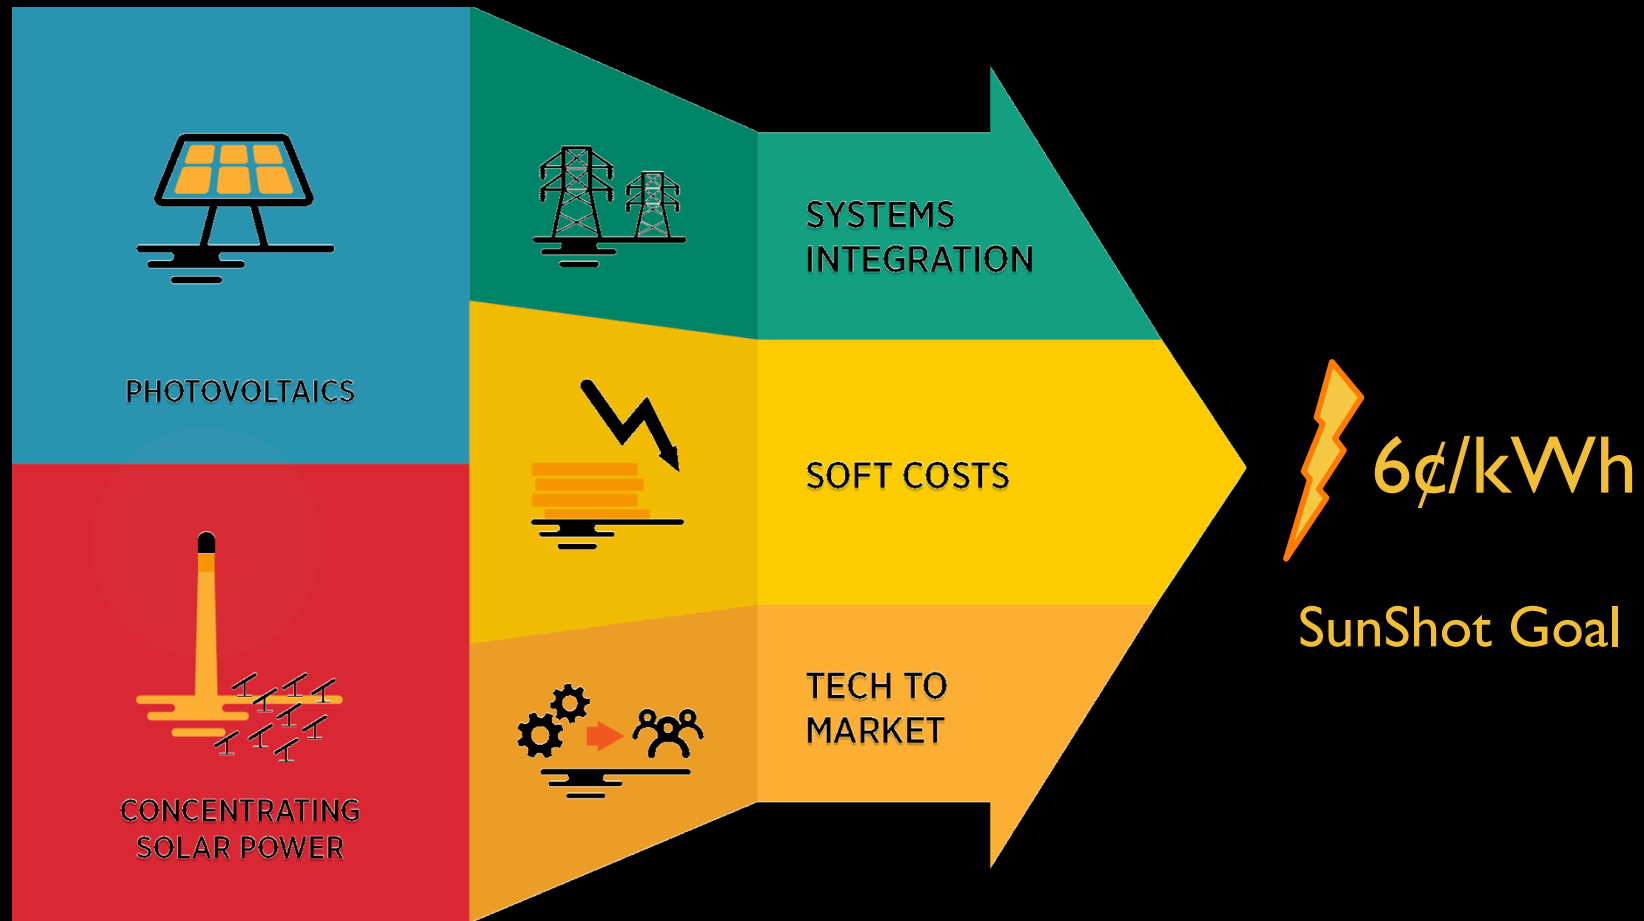 PHOTOVOLTAICS
CONCENTRATING
SOLAR POWER
SYSTEMS
INTEGRATION
SOFT COSTS
TECH TO
MARKET
6¢/kWh
SunShot Goal